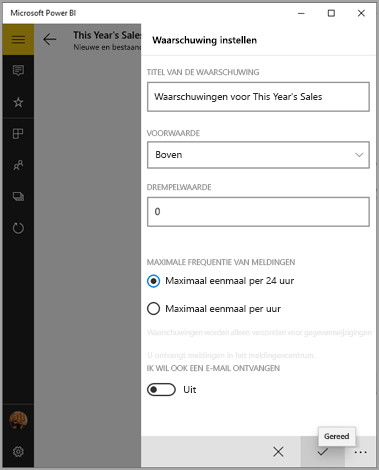 Microsoft Power BI
This Year's Sales
Nieuwe en bestaande
Waarschuwing instellen
TITEL VAN DE WAARSCHUWING
Waarschuwingen voor This Year's Sales
VOORWAARDE
Boven
DREMPELWAARDE
0
MAXIMALE FREQUENTIE VAN MELDINGEN
Maximaal eenmaal per 24 uur
Maximaal eenmaal per uur
Waarschuwingen worden alleen verzonden voor gegevenswijzigingen
U ontvangt meldingen in het meldingescentrum
IK WIL OOK EEN E-MAIL ONTVANGEN
Uit
Gereed